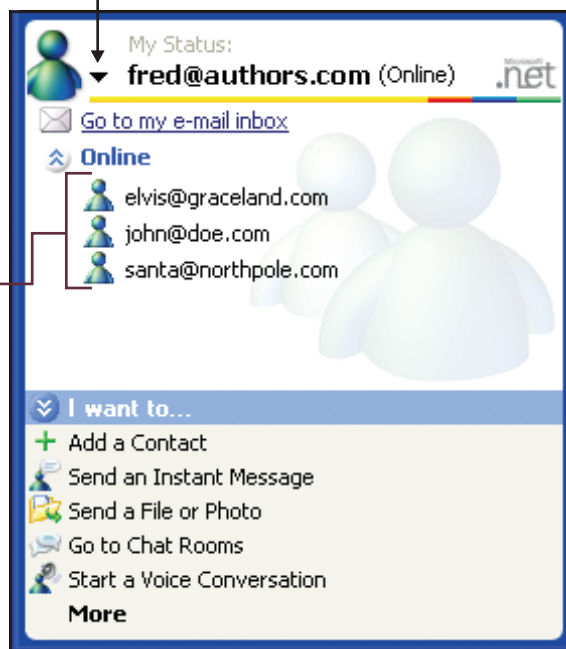 My Status:
fred@authors.com (Online)
Microsoft
.net
Go to my e-mail inbox
Online
elvis@graceland.com
john@doe.com
santa@northpole.com
I want to...
Add a Contact
Send an Instant Message
Send a File or Photo
Go to Chat Rooms
Start a Voice Conversation
More